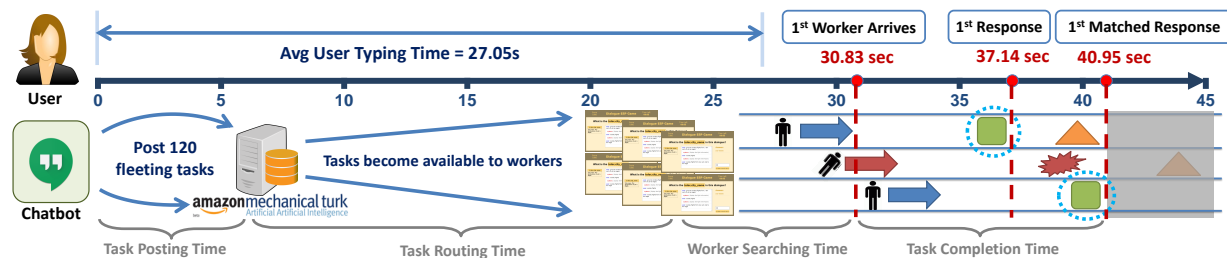 1st Worker Arrives
1st Response
1st Matched Response
Avg User Typing Time = 27.05s
30.83 sec
37.14 sec
40.95 sec
User
0 5 10 15 20 25 30 35 40 45
Post 120
fleeting tasks
Tasks become available to workers
Chatbot
amazonmechanical turk
Artificial Artificial Intelligence
Task Posting Time
Task Routing Time
Worker Searching Time
Task Completion Time